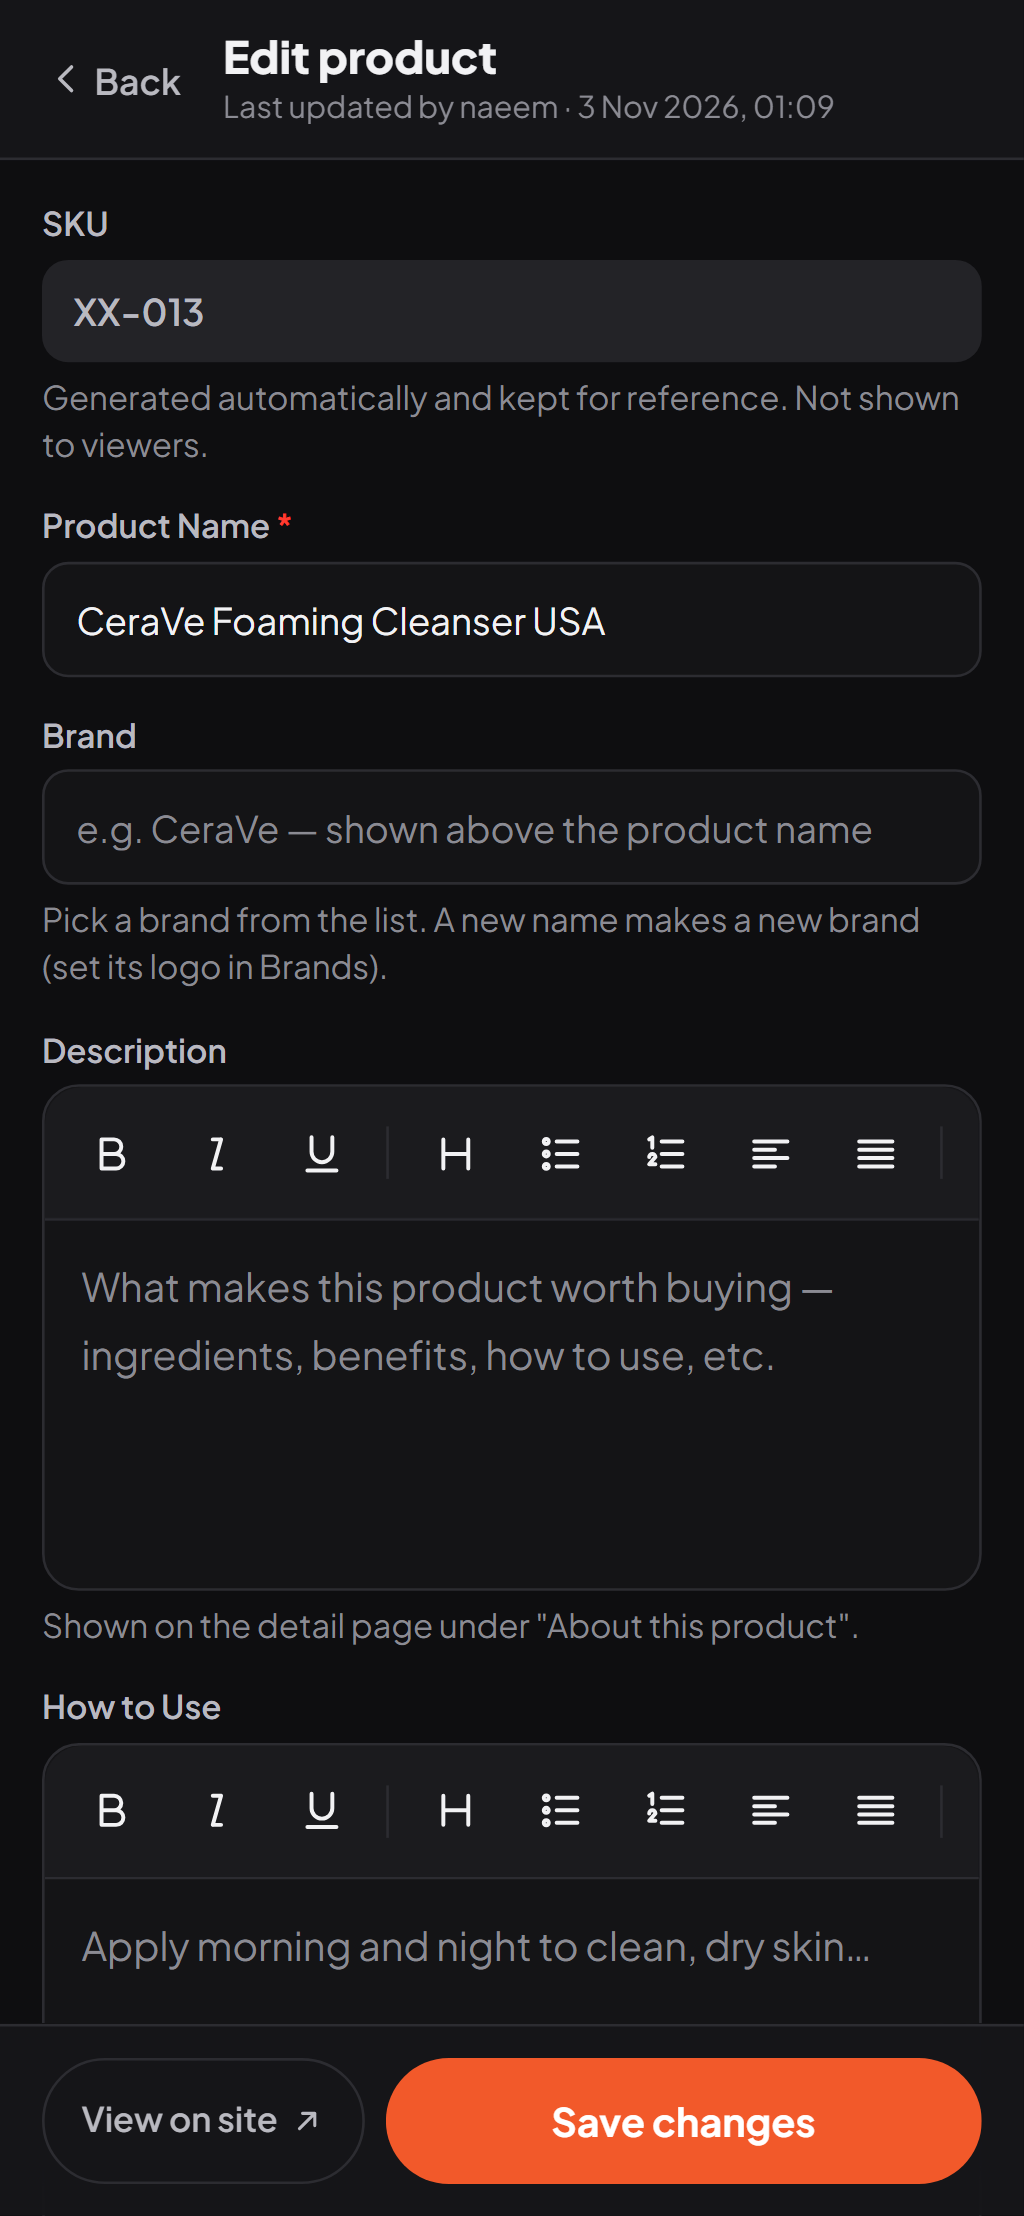 Back
Edit product
Last updated by naeem · 3 Nov 2026, 01:09
SKU
XX-013
Generated automatically and kept for reference. Not shown
to viewers.
Product Name *
CeraVe Foaming Cleanser USA
Brand
e.g. CeraVe — shown above the product name
Pick a brand from the list. A new name makes a new brand
(set its logo in Brands).
Description
B I U H
What makes this product worth buying —
ingredients, benefits, how to use, etc.
Shown on the detail page under "About this product".
How to Use
B I U H
Apply morning and night to clean, dry skin...
View on site ↗
Save changes